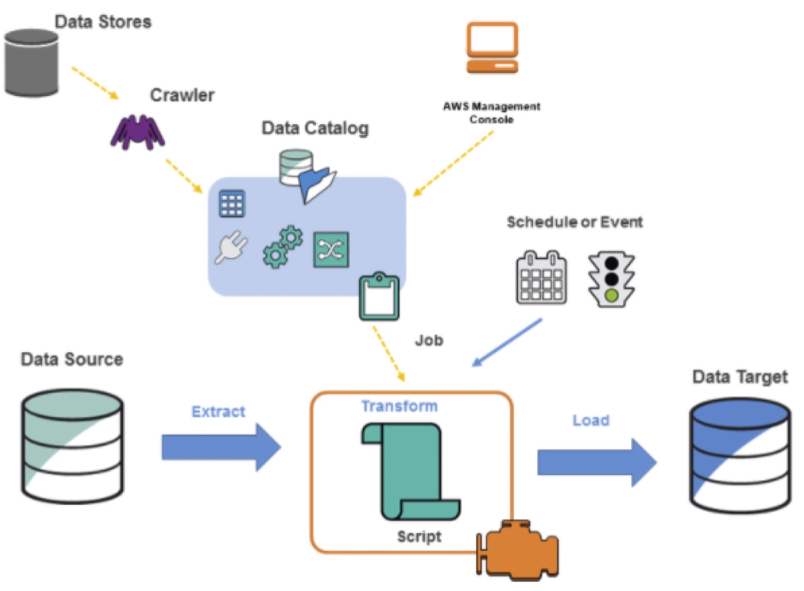 Data Stores
Crawler
Data Catalog
AWS Management
Console
Schedule or Event
Job
Data Source
Extract
Transform
Script
Load
Data Target